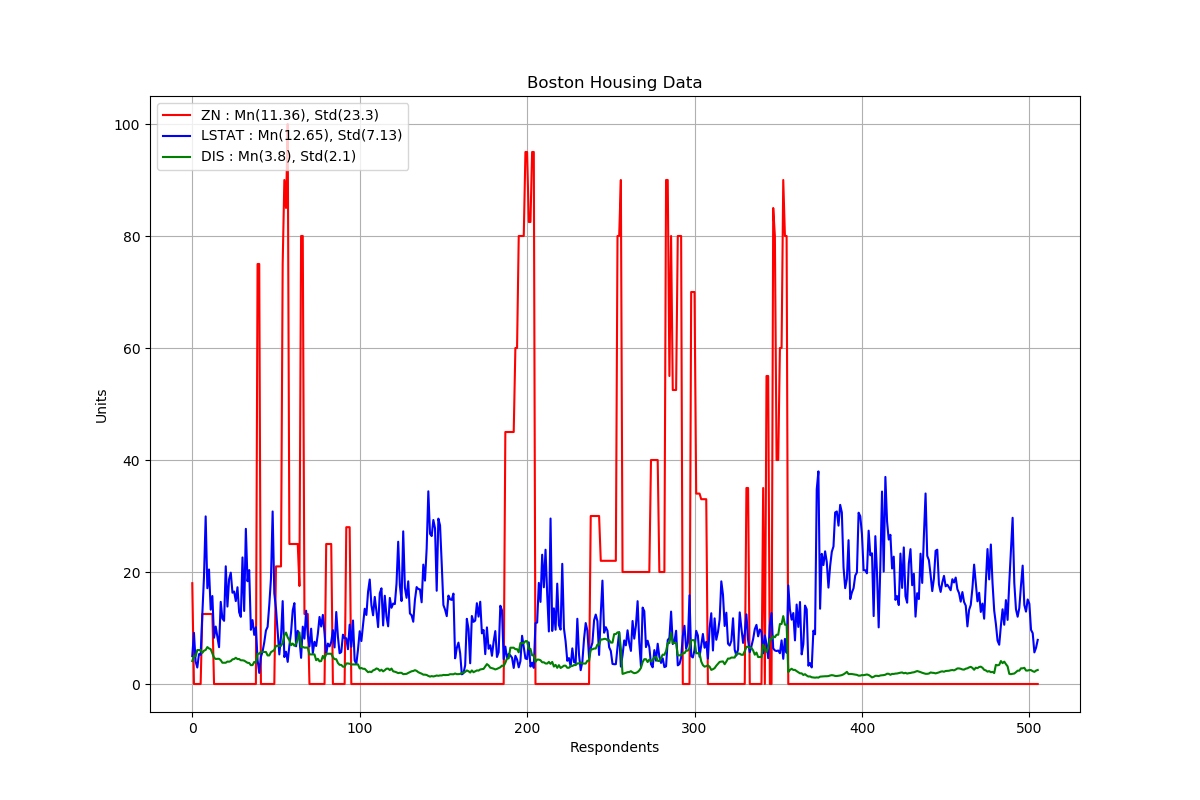 Boston Housing Data
ZN : Mn(11.36), Std(23.3)
LSTAT : Mn(12.65), Std(7.13)
DIS : Mn(3.8), Std(2.1)
100
80
60
40
20
0
Units
0 100 200 300 400 500
Respondents